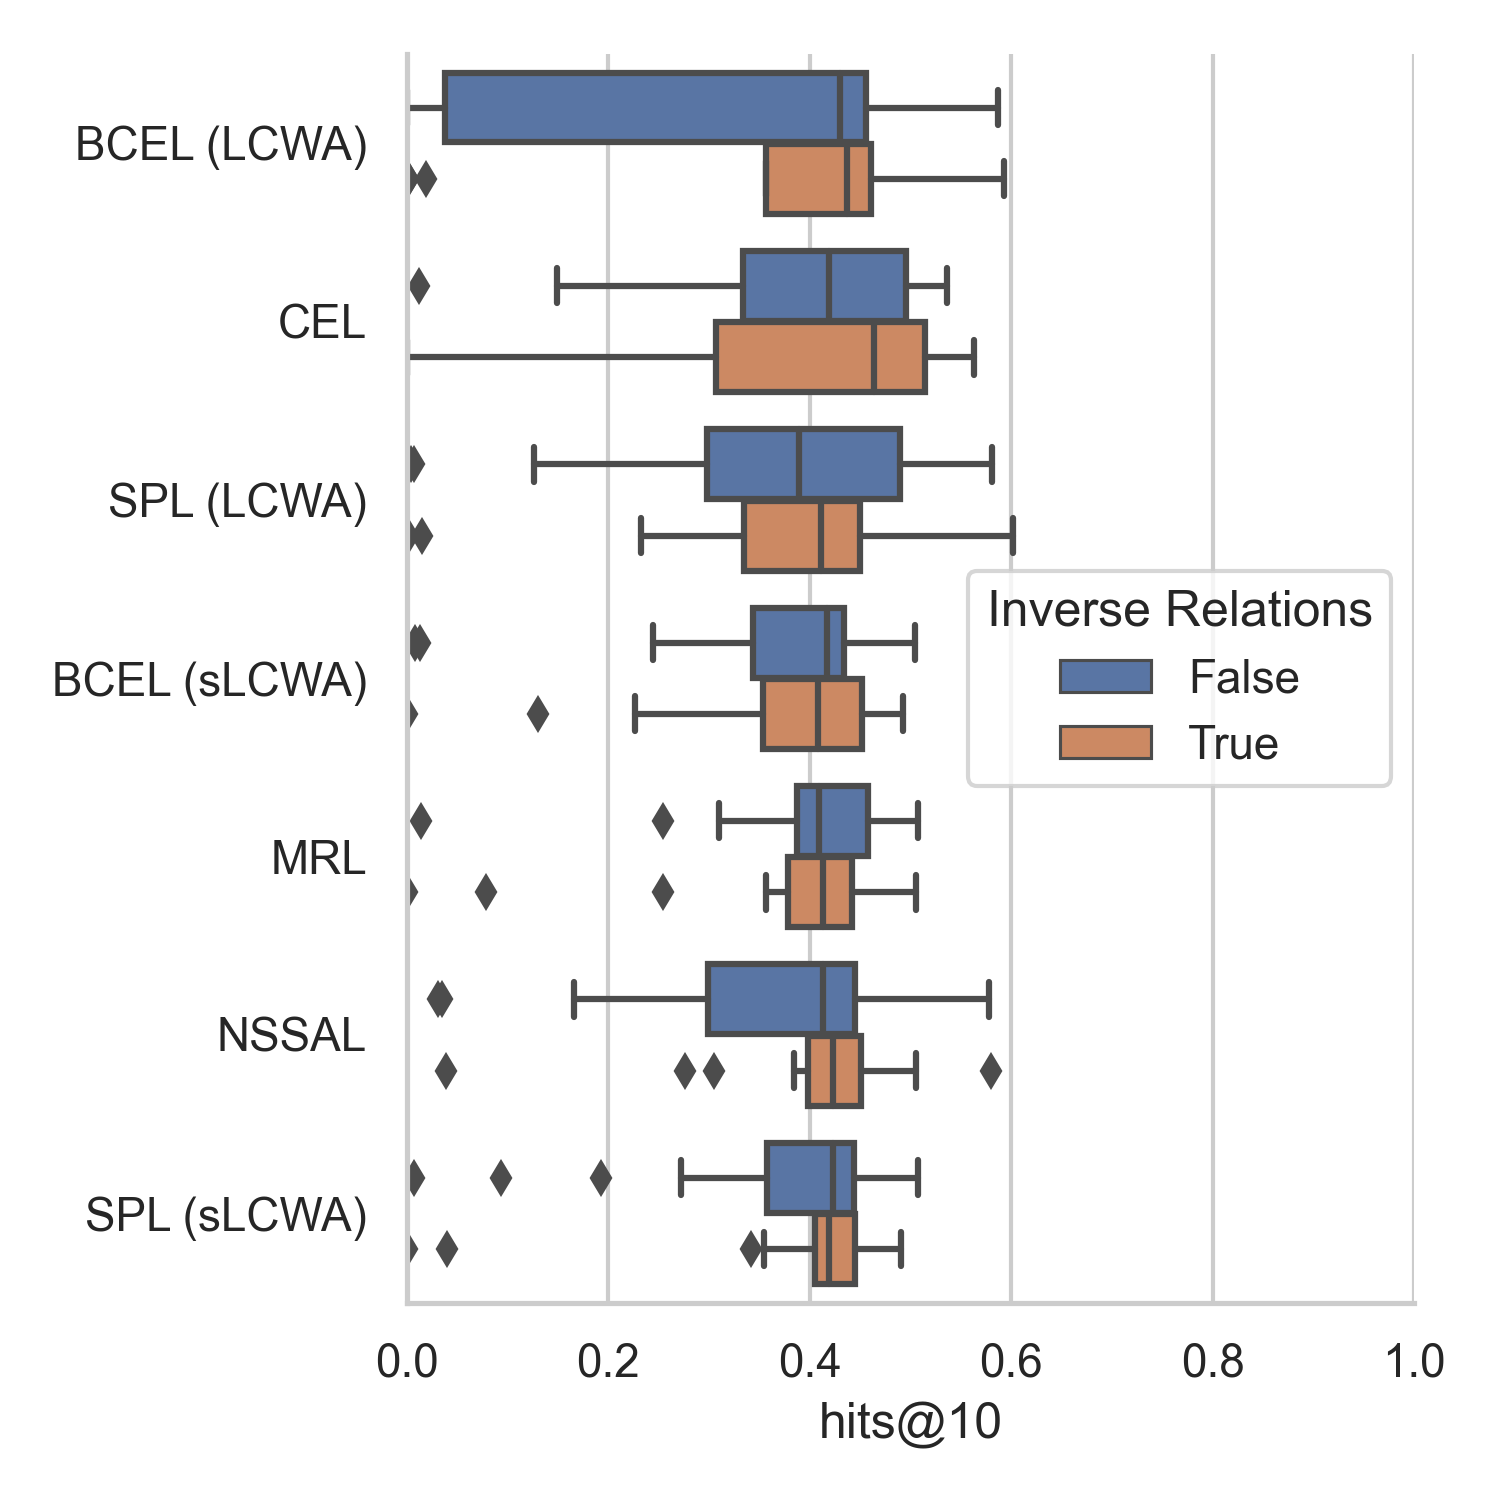 BCEL (LCWA)
CEL
SPL (LCWA)
BCEL (sLCWA)
MRL
NSSAL
SPL (sLCWA)
Inverse Relations
False
True
0.0 0.2 0.4 0.6 0.8 1.0
hits@10